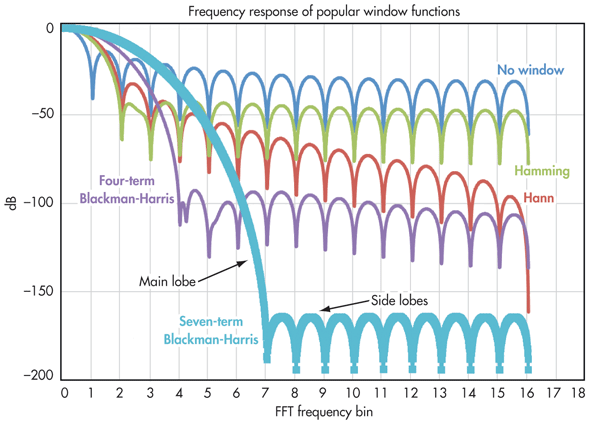 Frequency response of popular window functions
0
–50
–100
–150
–200
dB
No window
Hamming
Hann
Four-term
Blackman-Harris
Main lobe
Side lobes
Seven-term
Blackman-Harris
0 1 2 3 4 5 6 7 8 9 10 11 12 13 14 15 16 17 18
FFT frequency bin